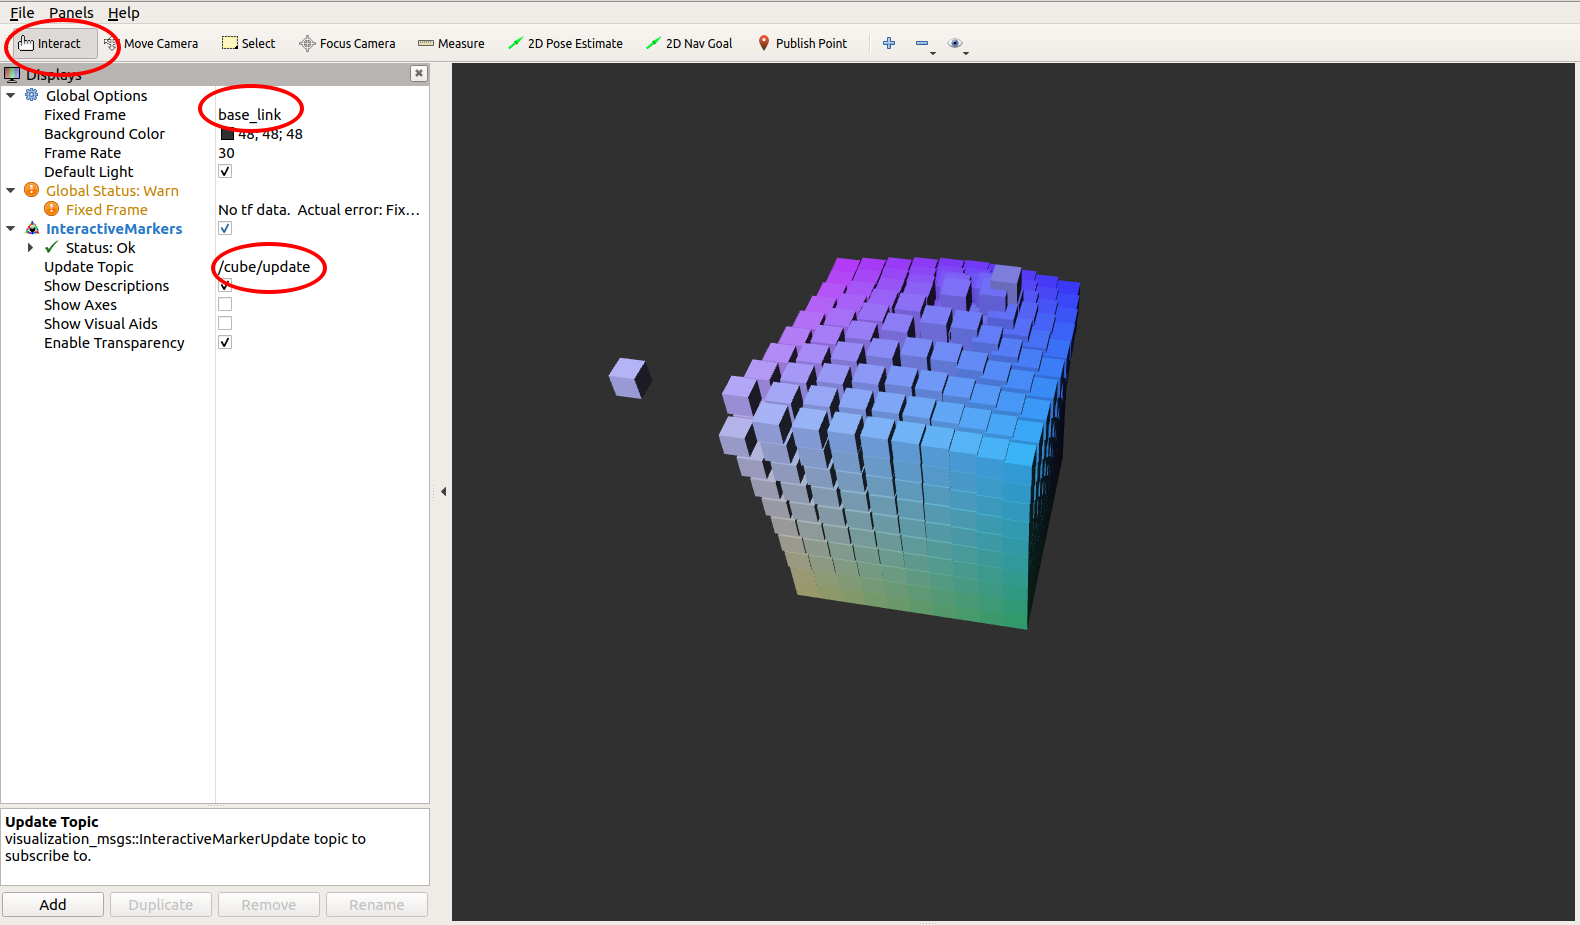 File Panels Help
Interact Move Camera Select Focus Camera Measure 2D Pose Estimate 2D Nav Goal Publish Point
Displays
Global Options
Fixed Frame base_link
Background Color 48; 48; 48
Frame Rate 30
Default Light
Global Status: Warn
Fixed Frame No tf data.  Actual error: Fix...
InteractiveMarkers
Status: Ok
Update Topic /cube/update
Show Descriptions
Show Axes
Show Visual Aids
Enable Transparency
Update Topic
visualization_msgs::InteractiveMarkerUpdate topic to
subscribe to.
Add Duplicate Remove Rename